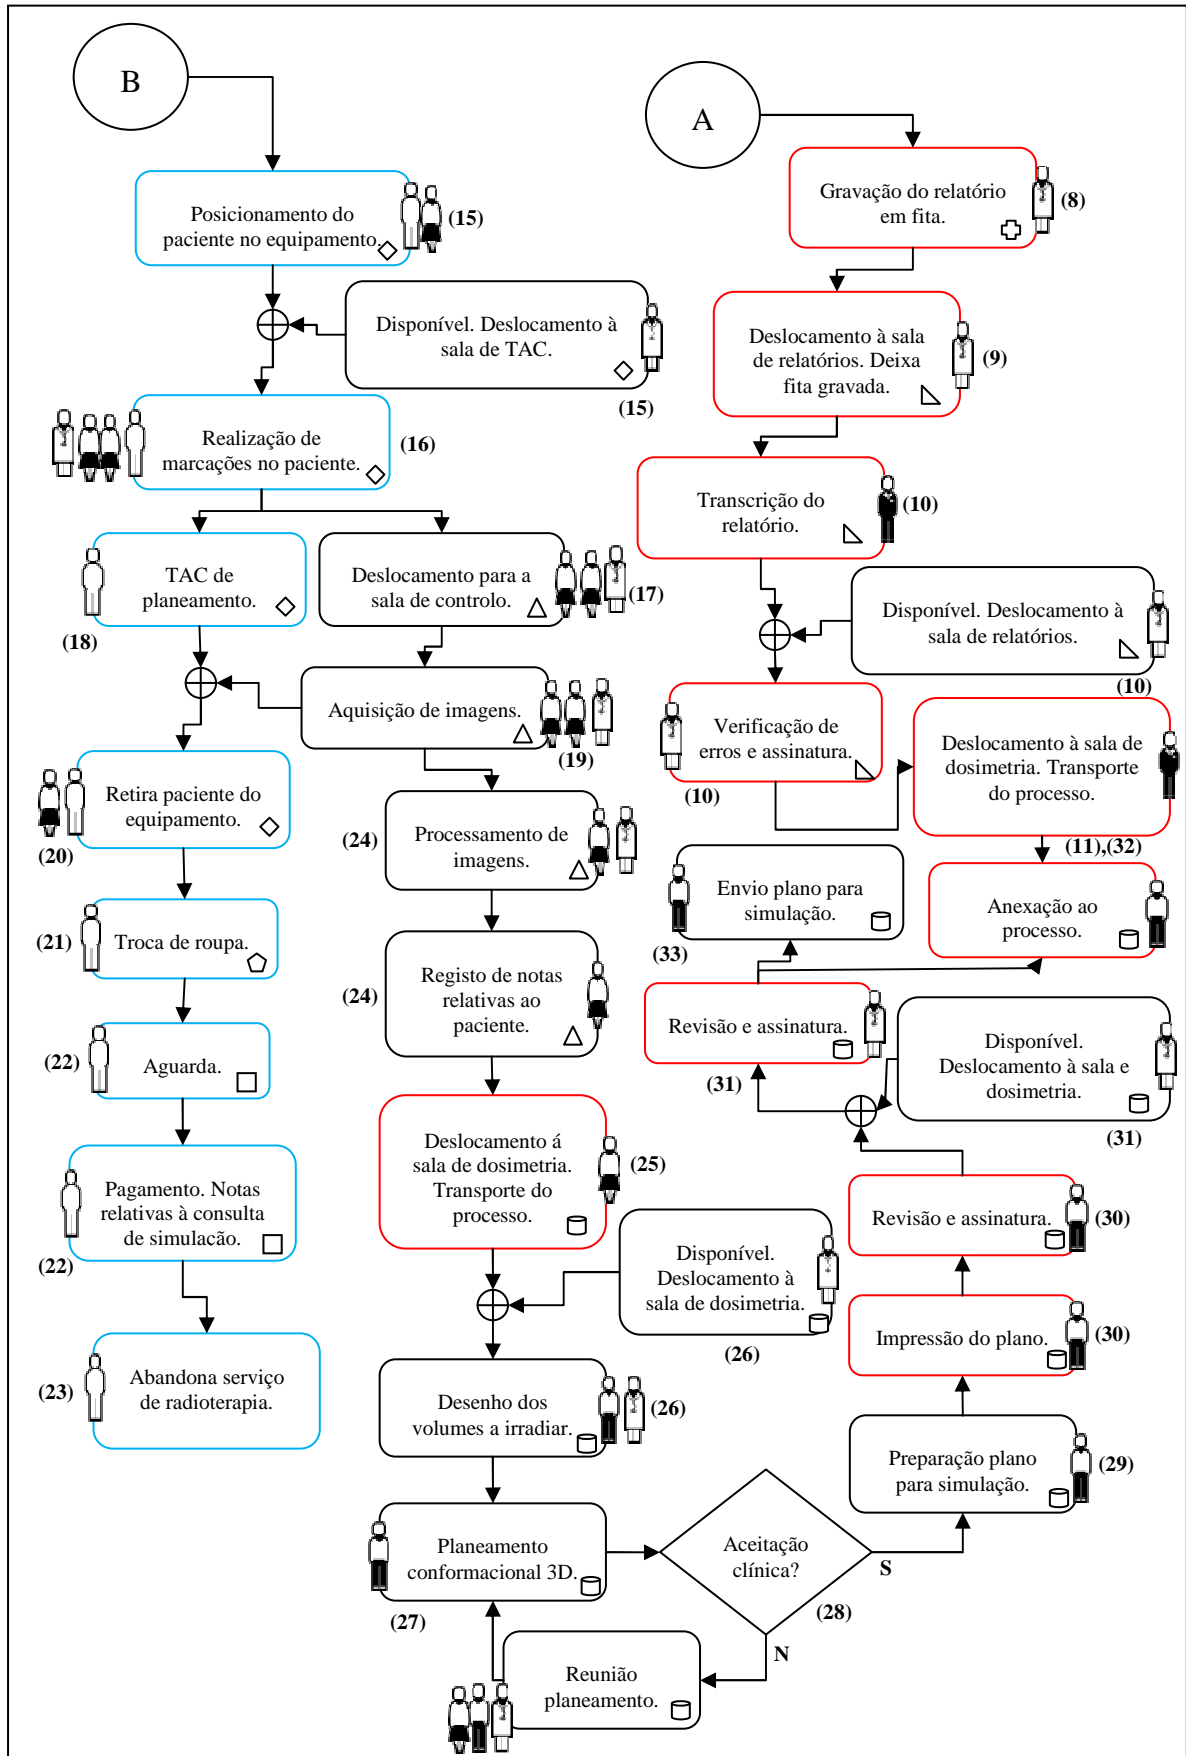 B
A
Posicionamento do
paciente no equipamento.
(15)
Gravação do relatório
em fita.
(8)
Disponível. Deslocamento à
sala de TAC.
(15)
Deslocamento à sala
de relatórios. Deixa
fita gravada.
(9)
Realização de
marcações no paciente.
(16)
Transcrição do
relatório.
(10)
TAC de
planeamento.
(18)
Deslocamento para a
sala de controlo.
(17)
Disponível. Deslocamento à
sala de relatórios.
(10)
Aquisição de imagens.
(19)
Verificação de
erros e assinatura.
(10)
Deslocamento à sala de
dosimetria. Transporte
do processo.
(11),(32)
Retira paciente do
equipamento.
(20)
Processamento de
imagens.
(24)
Envio plano para
simulação.
(33)
Anexação ao
processo.
Troca de roupa.
(21)
Registo de notas
relativas ao
paciente.
(24)
Revisão e assinatura.
(31)
Disponível.
Deslocamento à sala e
dosimetria.
(31)
Aguarda.
(22)
Deslocamento á
sala de dosimetria.
Transporte do
processo.
(25)
Pagamento. Notas
relativas à consulta
de simulação.
(22)
Revisão e assinatura.
(30)
Disponível.
Deslocamento à
sala de dosimetria.
(26)
Impressão do plano.
(30)
Abandona serviço
de radioterapia.
(23)
Desenho dos
volumes a irradiar.
(26)
Preparação plano
para simulação.
(29)
Planeamento
conformacional 3D.
(27)
Aceitação
clínica?
(28)
S
N
Reunião
planeamento.